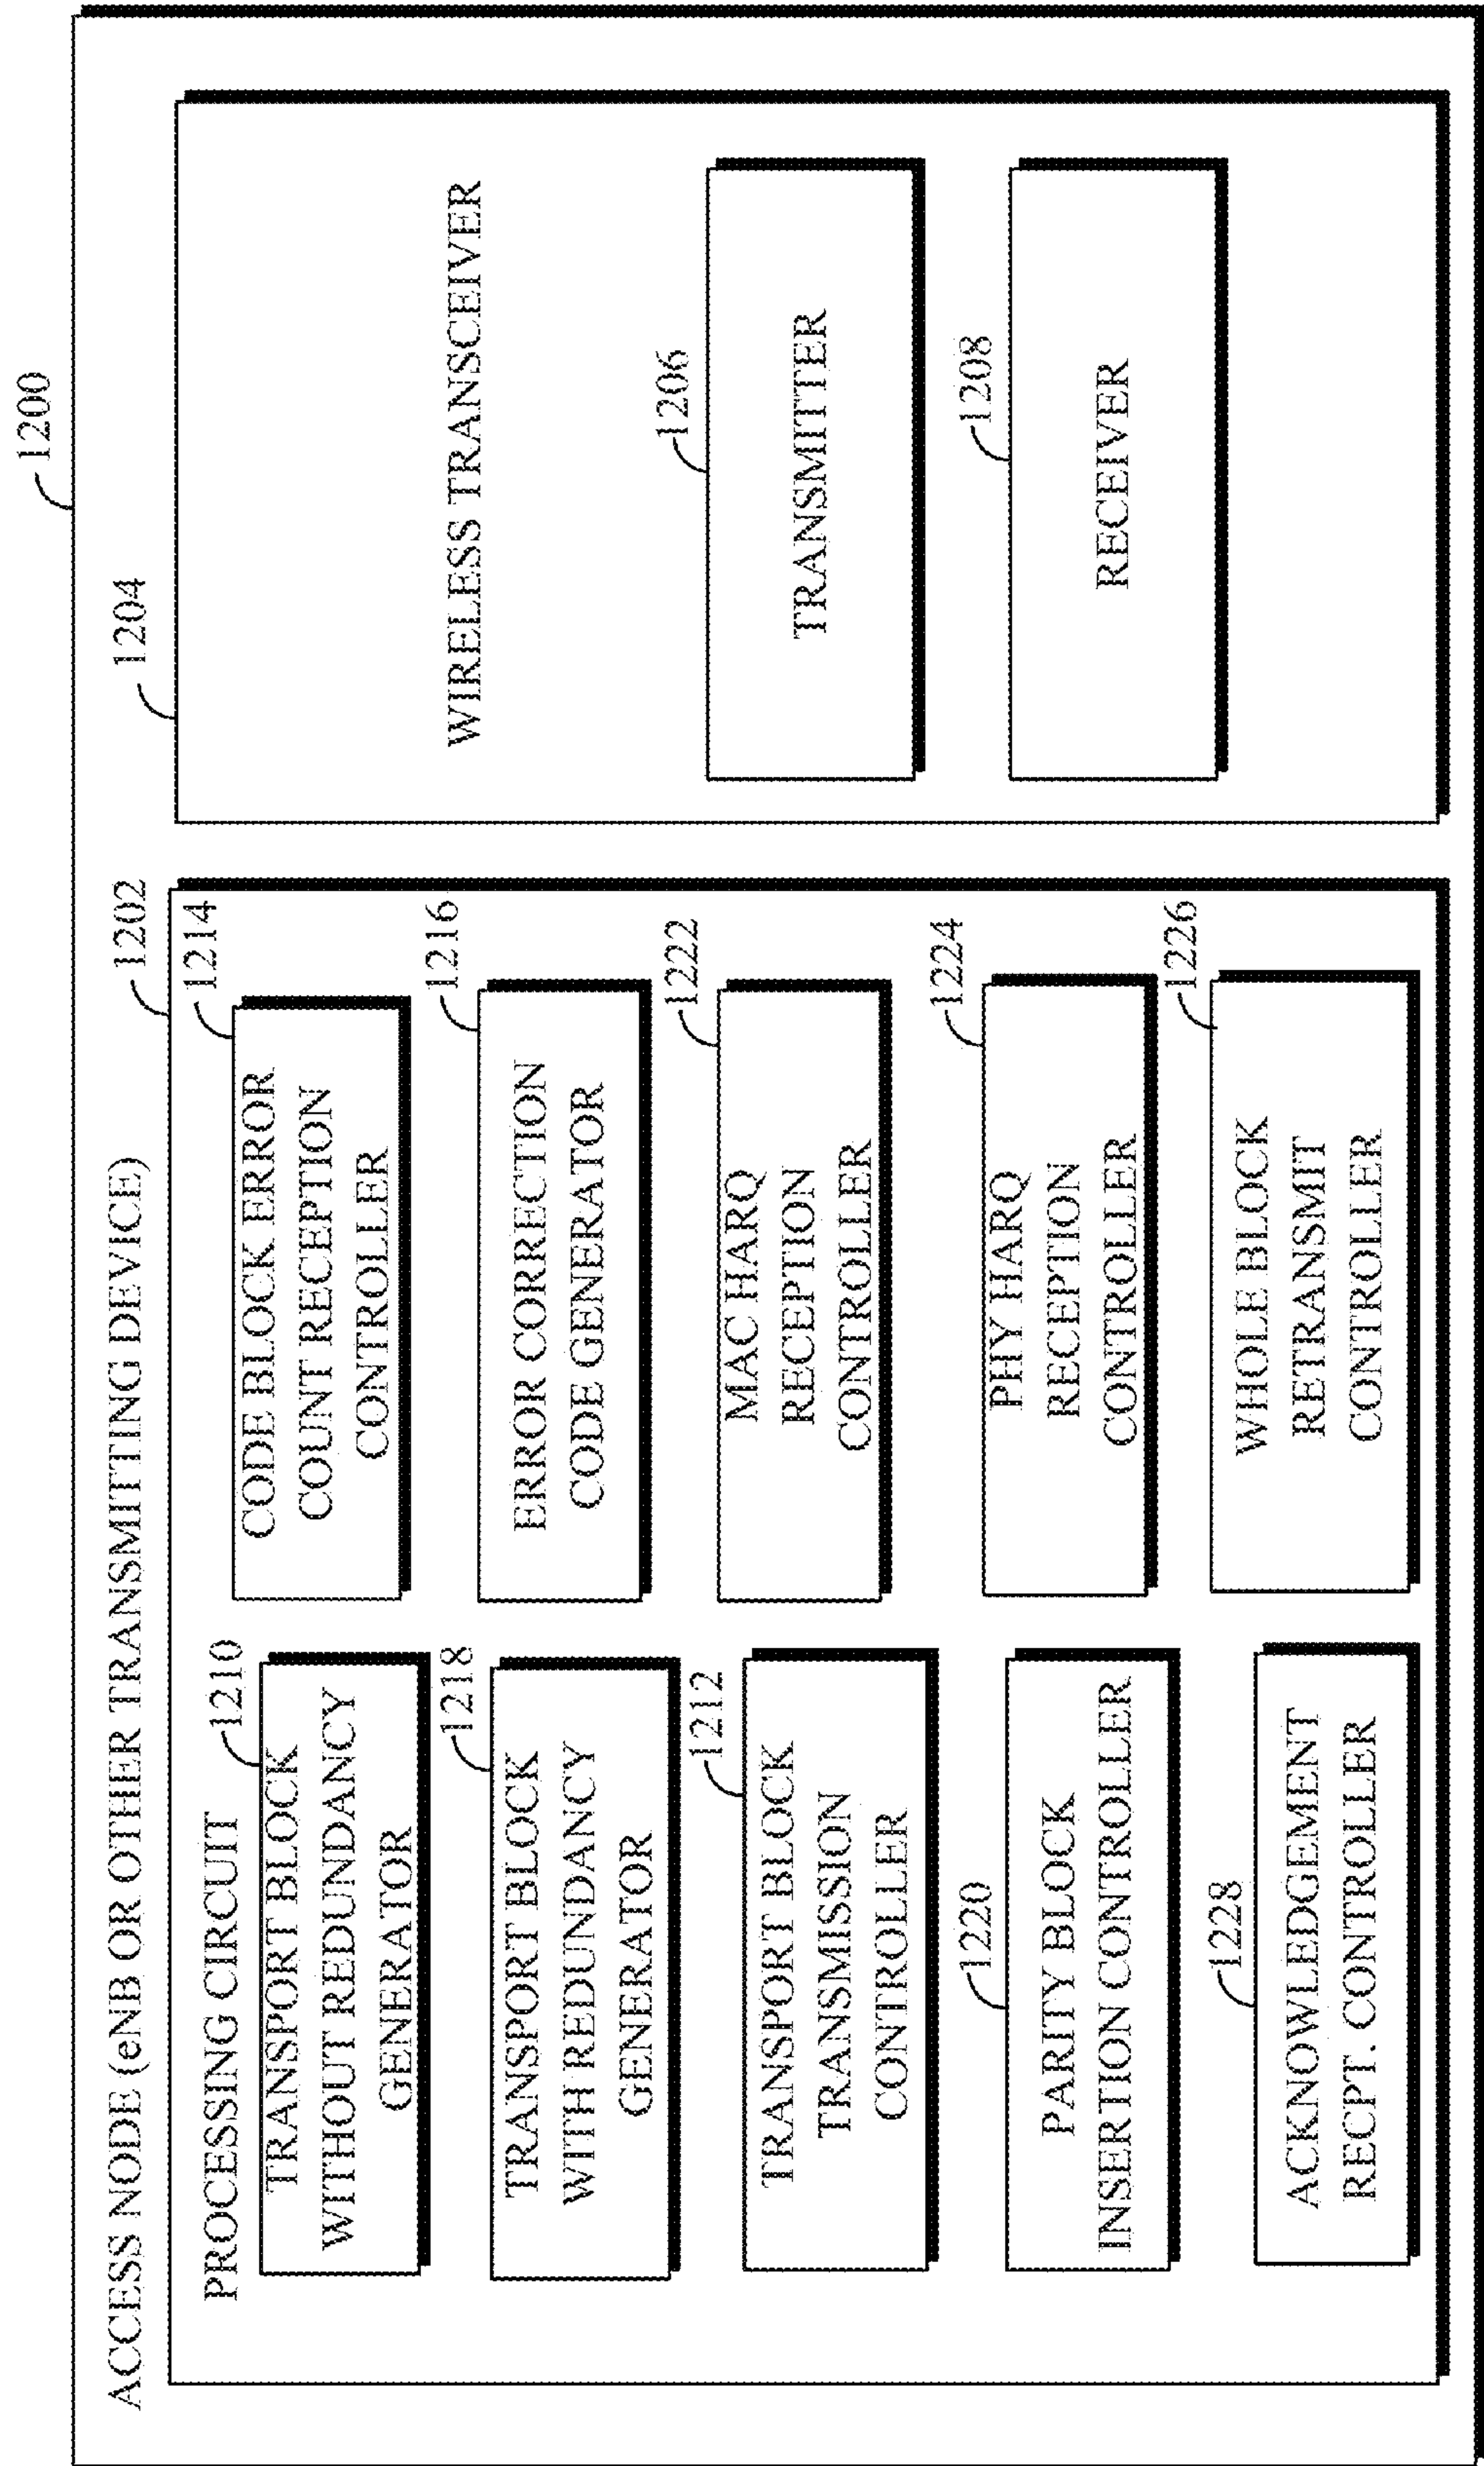 1200
ACCESS NODE (eNB OR OTHER TRANSMITTING DEVICE)
1202
PROCESSING CIRCUIT
1210
TRANSPORT BLOCK
WITHOUT REDUNDANCY
GENERATOR
1218
TRANSPORT BLOCK
WITH REDUNDANCY
GENERATOR
1212
TRANSPORT BLOCK
TRANSMISSION
CONTROLLER
1220
PARITY BLOCK
INSERTION CONTROLLER
1228
ACKNOWLEDGEMENT
RECPT. CONTROLLER
1214
CODE BLOCK ERROR
COUNT RECEPTION
CONTROLLER
1216
ERROR CORRECTION
CODE GENERATOR
1222
MAC HARQ
RECEPTION
CONTROLLER
1224
PHY HARQ
RECEPTION
CONTROLLER
1226
WHOLE BLOCK
RETRANSMIT
CONTROLLER
1204
WIRELESS TRANSCEIVER
1206
TRANSMITTER
1208
RECEIVER